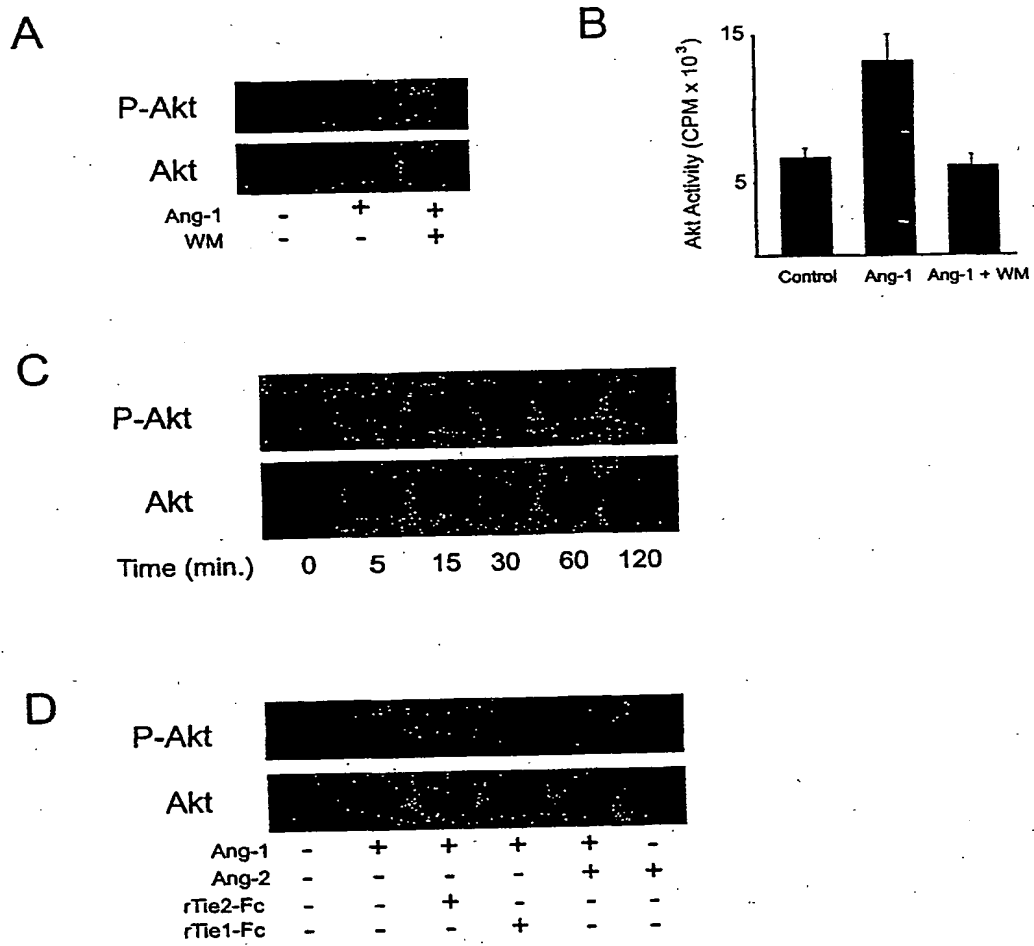 A
P-Akt
Akt
Ang-1 - + +
WM - - +
B
Akt Activity (CPM x 10³)
15
5
Control Ang-1 Ang-1 + WM
C
P-Akt
Akt
Time (min.) 0 5 15 30 60 120
D
P-Akt
Akt
Ang-1 - + + + + -
Ang-2 - - - - + +
rTie2-Fc - - + - - -
rTie1-Fc - - - + - -